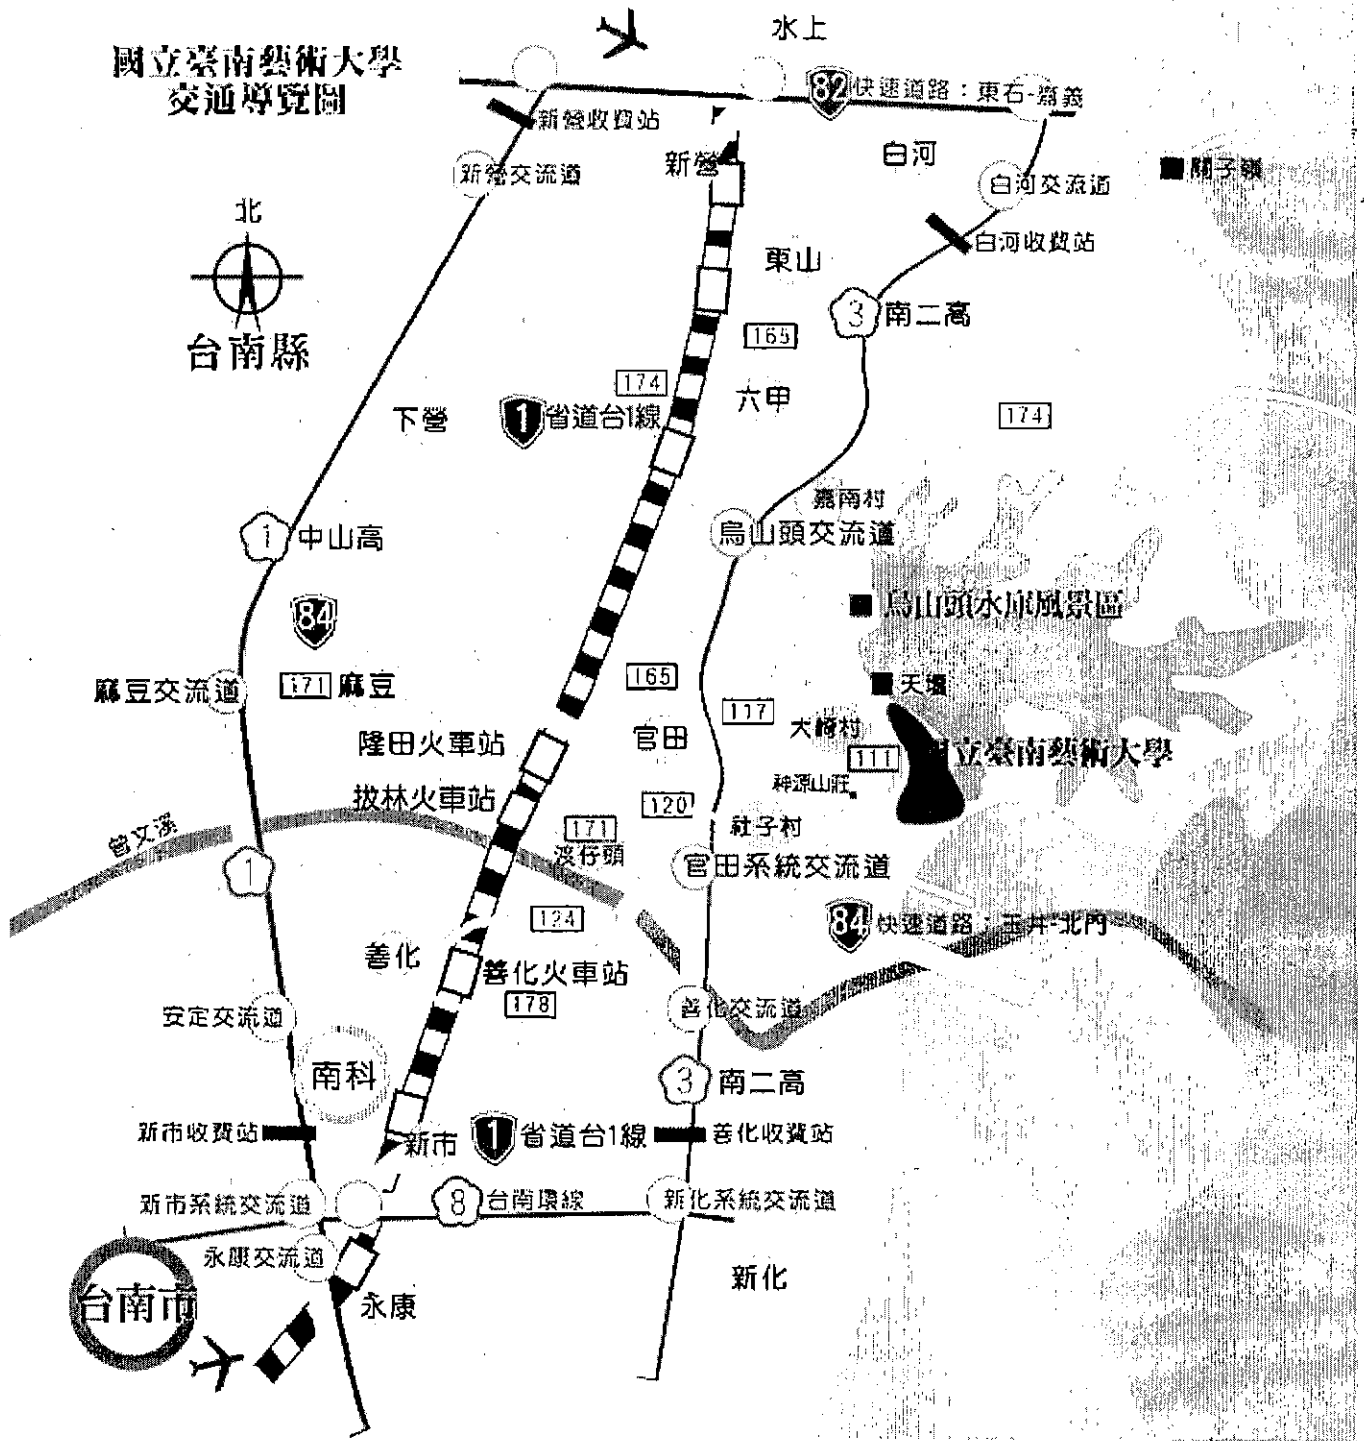 國立臺南藝術大學
交通導覽圖
水上
82
快速道路：東石-嘉義
新營收費站
新營
白河
新營交流道
白河交流道
關子嶺
北
白河收費站
東山
台南縣
3
南二高
165
174
六甲
下營
1
省道台1線
174
嘉南村
1
中山高
烏山頭交流道
84
烏山頭水庫風景區
麻豆交流道
171
麻豆
165
天壇
117
大崎村
隆田火車站
官田
111
國立臺南藝術大學
神源山莊
拔林火車站
120
曾文溪
171
社子村
渡仔頭
1
官田系統交流道
124
84
快速道路：玉井-北門
善化
善化火車站
178
善化交流道
安定交流道
南科
3
南二高
新市收費站
新市
1
省道台1線
善化收費站
新市系統交流道
8
台南環線
新化系統交流道
永康交流道
新化
台南市
永康